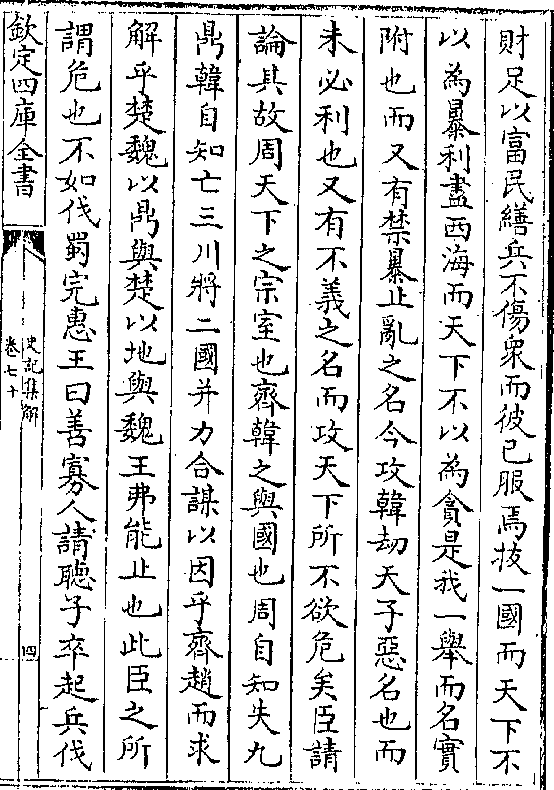 財足以富民繕兵不傷衆而彼已服焉拔一國而天下不
以為暴利盡西海而天下不以為貪是我一舉而名實
附也而又有禁暴止亂之名今攻韓劫天子惡名也而
未必利也又有不義之名而攻天下所不欲危矣臣請
論其故周天下之宗室也齊韓之與國也周自知失九
鼎韓自知亡三川將二國并力合謀以因乎齊趙而求
解乎楚魏以鼎與楚以地與魏王弗能止也此臣之所
謂危也不如伐蜀完惠王曰善寡人請聽子卒起兵伐
欽定四庫全書
史記集解
卷七十
四